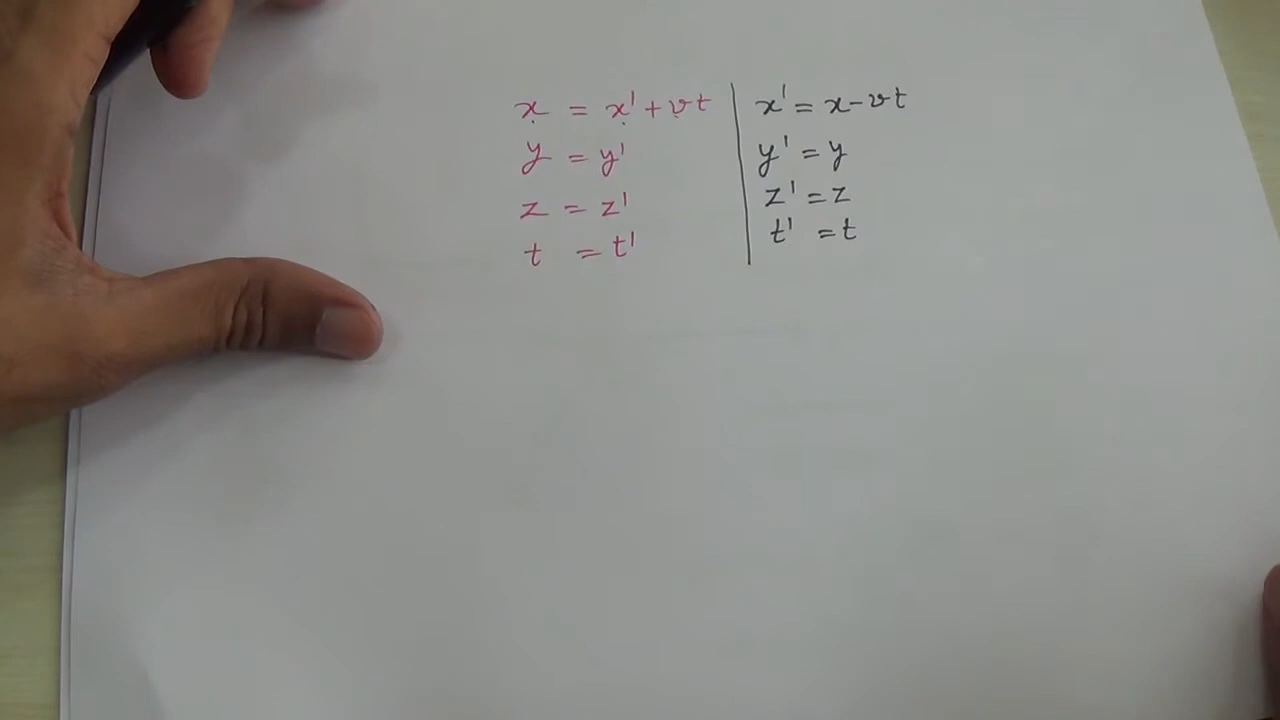 x = x' + vt | x' = x - vt
y = y' | y' = y
z = z' | z' = z
t = t' | t' = t